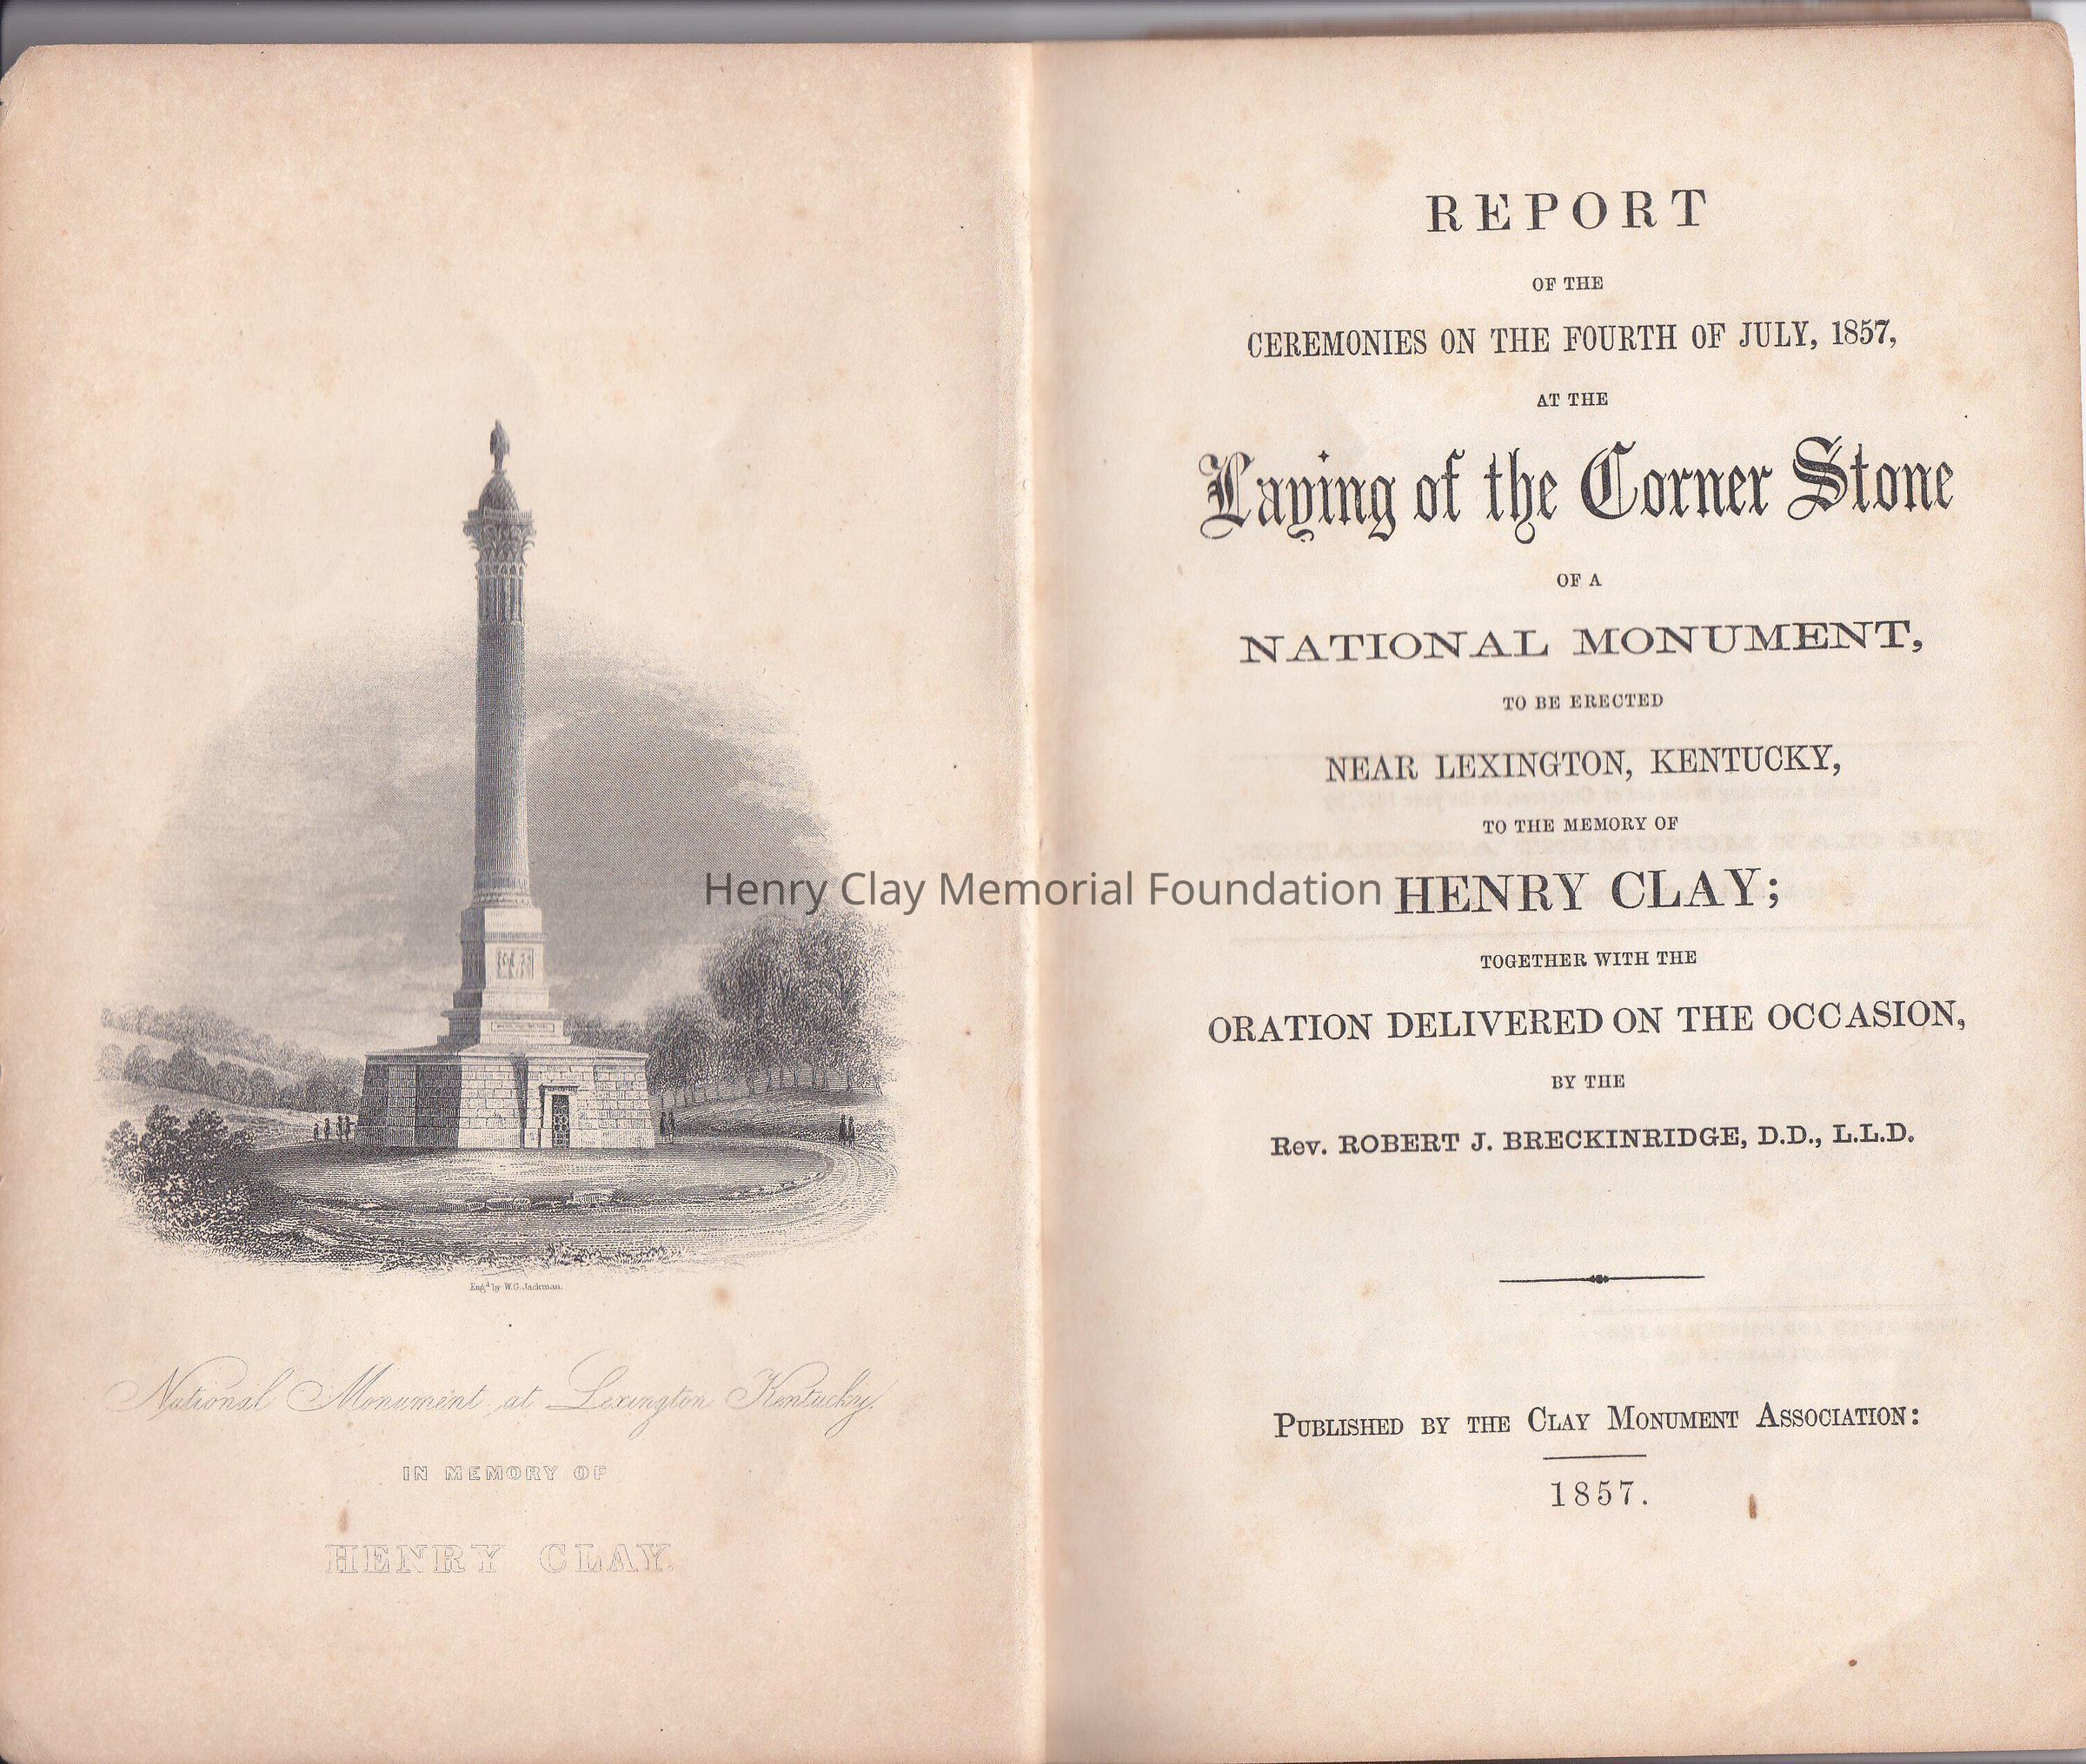 Eng.d by W.G. Jackman.
National Monument at Lexington Kentucky.
IN MEMORY OF
HENRY CLAY.
Henry Clay Memorial Foundation
REPORT
OF THE
CEREMONIES ON THE FOURTH OF JULY, 1857,
AT THE
Laying of the Corner Stone
OF A
NATIONAL MONUMENT,
TO BE ERECTED
NEAR LEXINGTON, KENTUCKY,
TO THE MEMORY OF
HENRY CLAY;
TOGETHER WITH THE
ORATION DELIVERED ON THE OCCASION,
BY THE
Rev. ROBERT J. BRECKINRIDGE, D.D., L.L.D.
PUBLISHED BY THE CLAY MONUMENT ASSOCIATION:
1857.